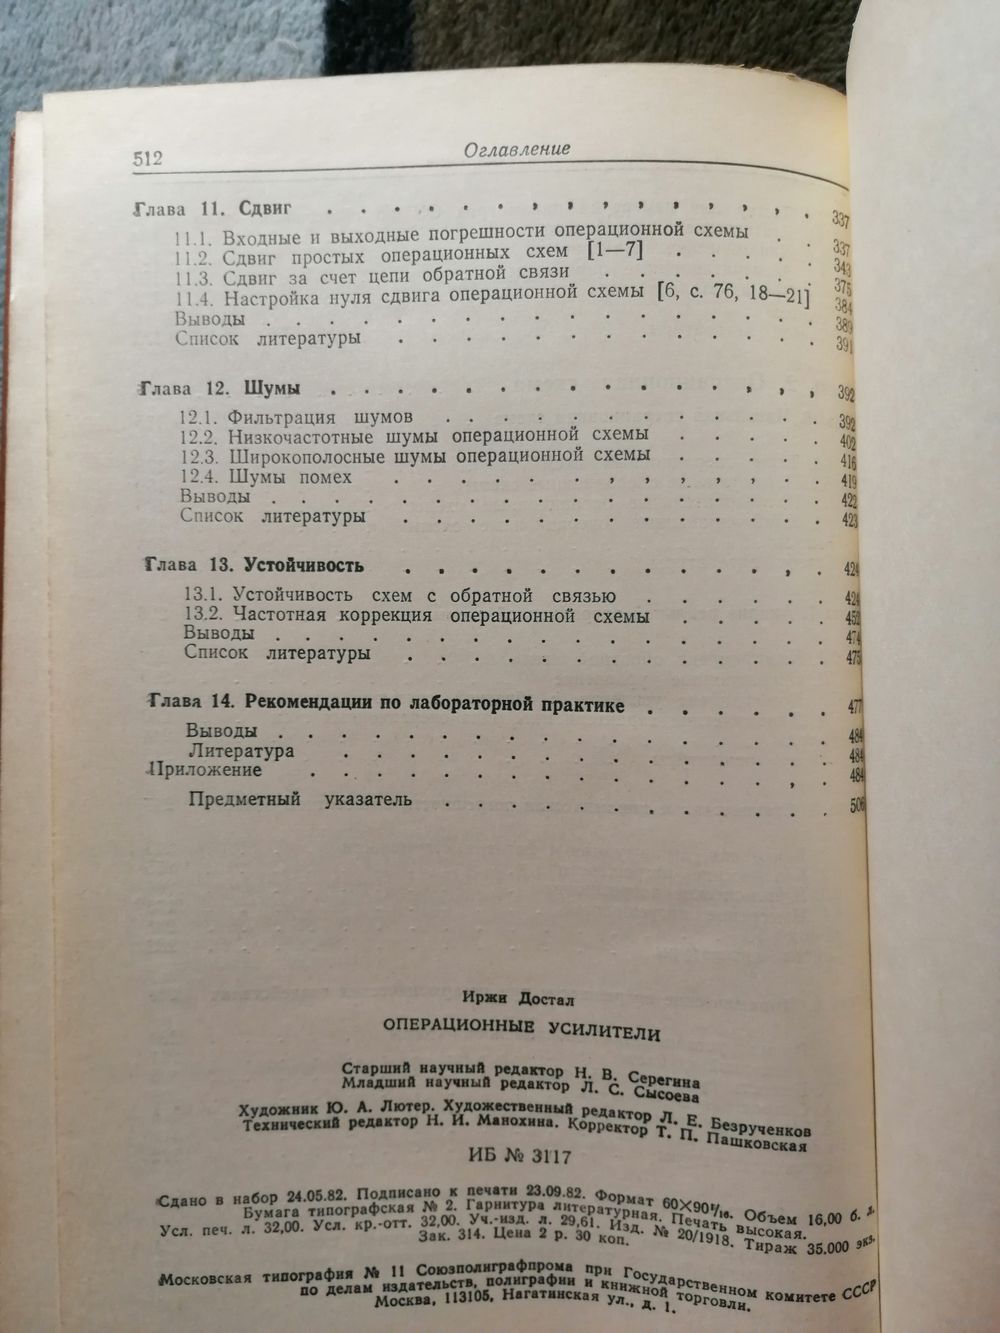 512
Оглавление
Глава 11. Сдвиг . . . . . . . . . . . . . . 337
11.1. Входные и выходные погрешности операционной схемы . 337
11.2. Сдвиг простых операционных схем [1—7] . . . . . 343
11.3. Сдвиг за счет цепи обратной связи . . . . . . . 375
11.4. Настройка нуля сдвига операционной схемы [6, с. 76, 18—21] 384
Выводы . . . . . . . . . . . . . . . . . 389
Список литературы . . . . . . . . . . . . . 391
Глава 12. Шумы . . . . . . . . . . . . . . 392
12.1. Фильтрация шумов . . . . . . . . . . . . 392
12.2. Низкочастотные шумы операционной схемы . . . . . 402
12.3. Широкополосные шумы операционной схемы . . . . . 416
12.4. Шумы помех . . . . . . . . . . . . . 419
Выводы . . . . . . . . . . . . . . . . . 422
Список литературы . . . . . . . . . . . . . 423
Глава 13. Устойчивость . . . . . . . . . . . . 424
13.1. Устойчивость схем с обратной связью . . . . . . 424
13.2. Частотная коррекция операционной схемы . . . . . 452
Выводы . . . . . . . . . . . . . . . . . 474
Список литературы . . . . . . . . . . . . . 475
Глава 14. Рекомендации по лабораторной практике . . . . . . 477
Выводы . . . . . . . . . . . . . . . . . 484
Литература . . . . . . . . . . . . . . . 484
Приложение . . . . . . . . . . . . . . . . 484
Предметный указатель . . . . . . . . . . . . 506
Иржи Достал
ОПЕРАЦИОННЫЕ УСИЛИТЕЛИ
Старший научный редактор Н. В. Серегина
Младший научный редактор Л. С. Сысоева
Художник Ю. А. Лютер. Художественный редактор Л. Е. Безрученков
Технический редактор Н. И. Манохина. Корректор Т. П. Пашковская
ИБ № 3117
Сдано в набор 24.05.82. Подписано к печати 23.09.82. Формат 60×90¹/₁₆. Объем 16,00 б. л.
Бумага типографская № 2. Гарнитура литературная. Печать высокая.
Усл. печ. л. 32,00. Усл. кр.-отт. 32,00. Уч.-изд. л. 29,61. Изд. № 20/1918. Тираж 35.000 экз.
Зак. 314. Цена 2 р. 30 коп.
Московская типография № 11 Союзполиграфпрома при Государственном комитете СССР
по делам издательств, полиграфии и книжной торговли.
Москва, 113105, Нагатинская ул., д. 1.